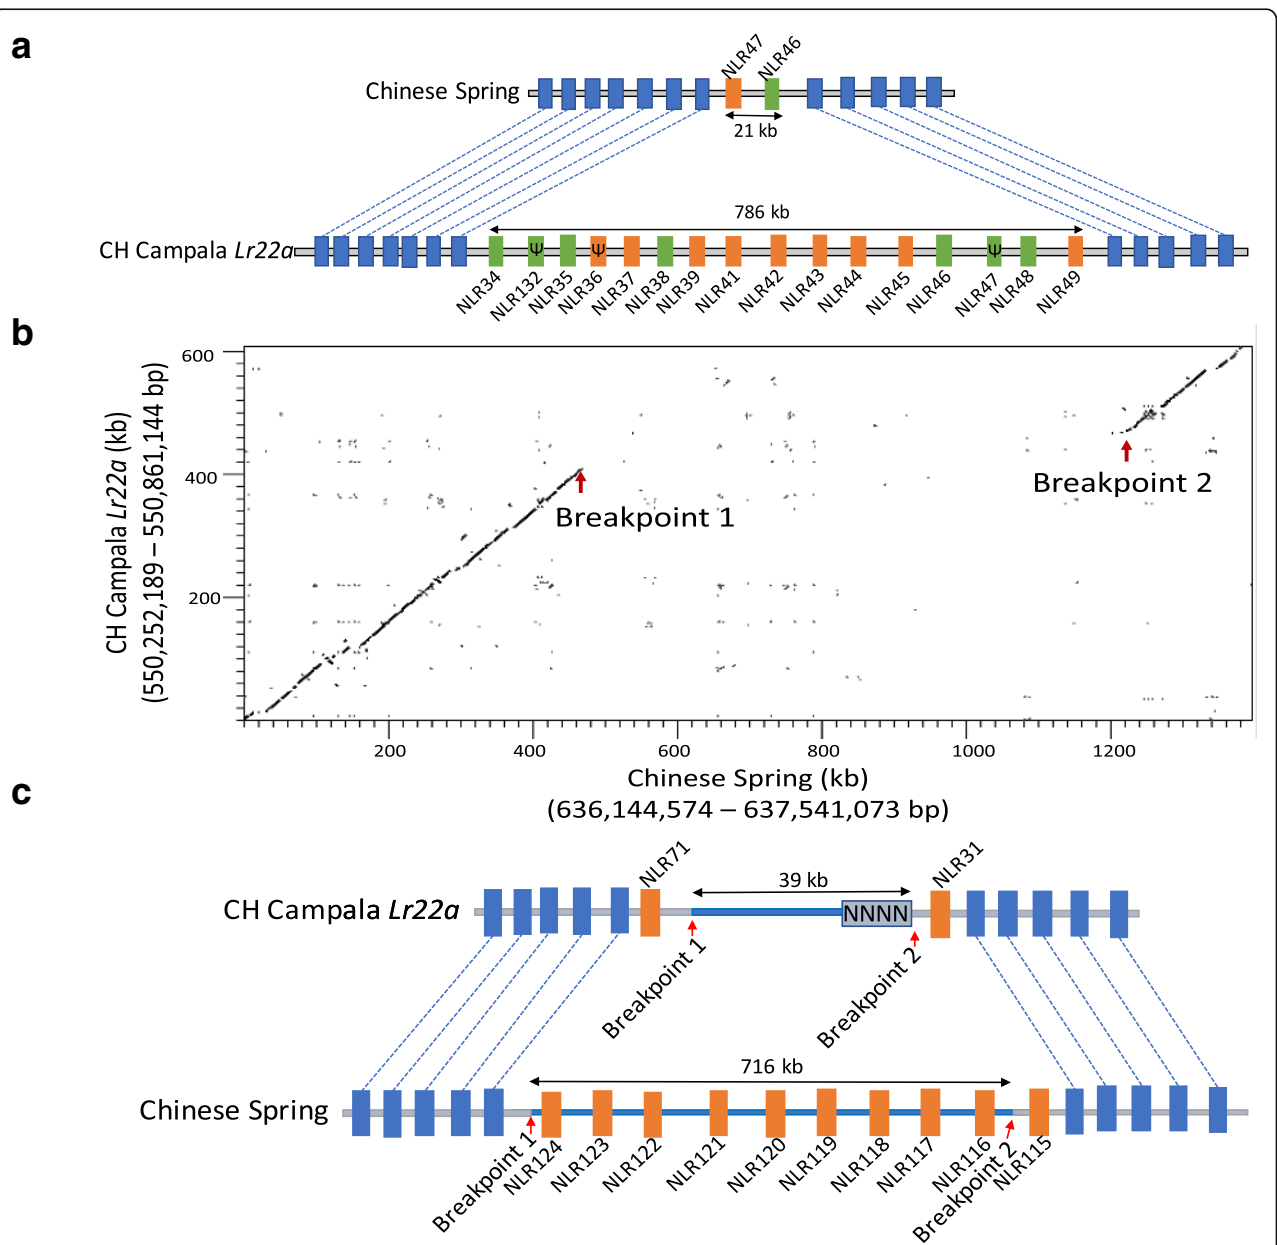 a
NLR47
NLR46
Chinese Spring
21 kb
786 kb
CH Campala Lr22a
Ψ
Ψ
Ψ
NLR34
NLR132
NLR35
NLR36
NLR37
NLR38
NLR39
NLR41
NLR42
NLR43
NLR44
NLR45
NLR46
NLR47
NLR48
NLR49
b
CH Campala Lr22a (kb)
(550,252,189 – 550,861,144 bp)
600
400
200
Breakpoint 1
Breakpoint 2
200
400
600
800
1000
1200
Chinese Spring (kb)
(636,144,574 – 637,541,073 bp)
c
NLR71
NLR31
39 kb
CH Campala Lr22a
NNNN
Breakpoint 1
Breakpoint 2
716 kb
Chinese Spring
Breakpoint 1
NLR124
NLR123
NLR122
NLR121
NLR120
NLR119
NLR118
NLR117
NLR116
Breakpoint 2
NLR115